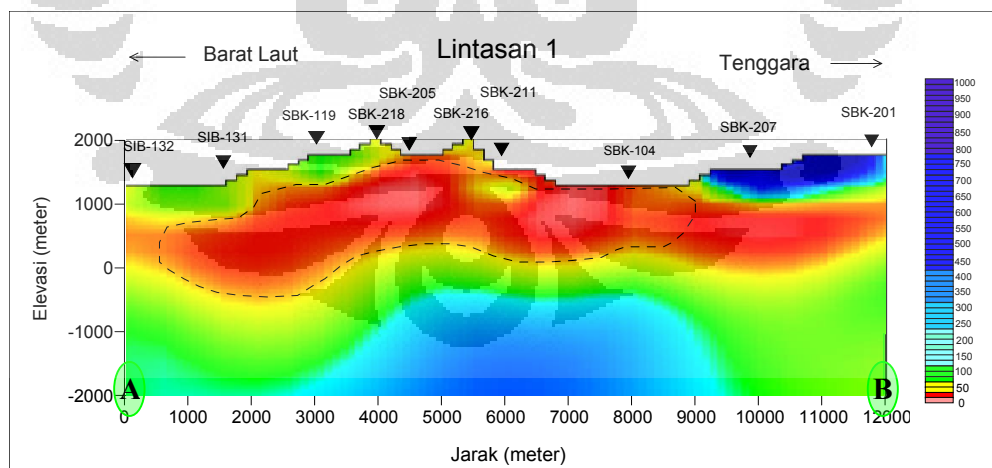 Lintasan 1
Barat Laut
Tenggara
SBK-205
SBK-211
SBK-119
SBK-218
SBK-216
SBK-201
SIB-132
SIB-131
SBK-104
SBK-207
Elevasi (meter)
2000
1000
0
-1000
-2000
A
B
0 1000 2000 3000 4000 5000 6000 7000 8000 9000 10000 11000 12000
Jarak (meter)
1000
950
900
850
800
750
700
650
600
550
500
450
400
350
300
250
200
150
100
50
0